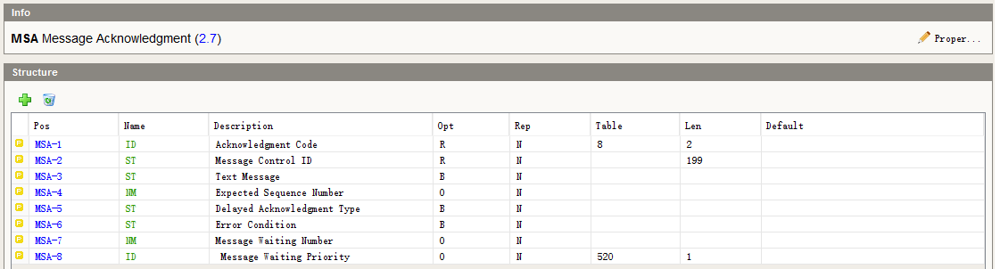 Info
MSA Message Acknowledgment (2.7)
Proper...
Structure
Pos Name Description Opt Rep Table Len Default
P MSA-1 ID Acknowledgment Code R N 8 2
P MSA-2 ST Message Control ID R N 199
P MSA-3 ST Text Message B N
P MSA-4 NM Expected Sequence Number O N
P MSA-5 ST Delayed Acknowledgment Type B N
P MSA-6 ST Error Condition B N
P MSA-7 NM Message Waiting Number O N
P MSA-8 ID Message Waiting Priority O N 520 1